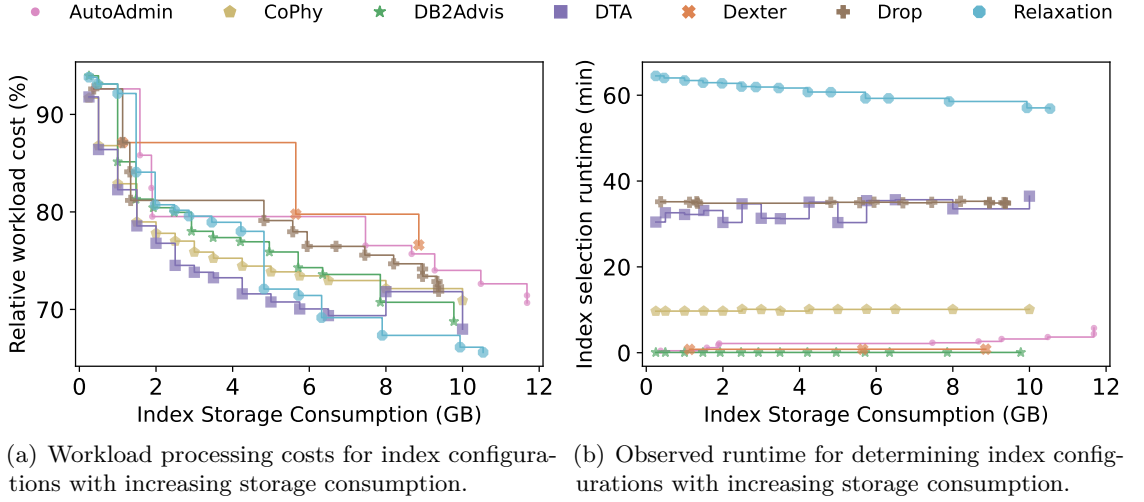 AutoAdmin CoPhy DB2Advis DTA Dexter Drop Relaxation
Relative workload cost (%)
90
80
70
0 2 4 6 8 10 12
Index Storage Consumption (GB)
Index selection runtime (min)
60
40
20
0
0 2 4 6 8 10 12
Index Storage Consumption (GB)
(a) Workload processing costs for index configura-
tions with increasing storage consumption.
(b) Observed runtime for determining index config-
urations with increasing storage consumption.